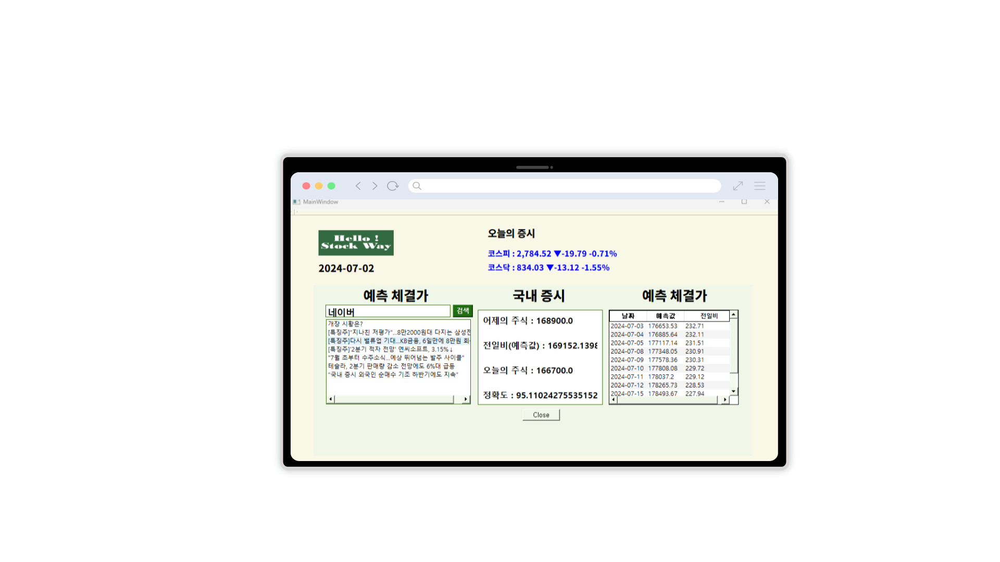 MainWindow
Hello !
Stock Way
2024-07-02
오늘의 증시
코스피 : 2,784.52 ▼-19.79 -0.71%
코스닥 : 834.03 ▼-13.12 -1.55%
예측 체결가
네이버
검색
개장 시황은?
[특징주]"지나친 저평가"...8만2000원대 다지는 삼성전
[특징주]다시 밸류업 기대...KB금융, 6일만에 8만원 회
[특징주]'2분기 적자 전망' 엔씨소프트, 3.15%↓
"7월 초부터 수주소식...예상 뛰어넘는 발주 사이클"
테슬라, 2분기 판매량 감소 전망에도 6%대 급등
"국내 증시 외국인 순매수 기조 하반기에도 지속"
국내 증시
어제의 주식 : 168900.0
전일비(예측값) : 169152.1398
오늘의 주식 : 166700.0
정확도 : 95.11024275535152
Close
예측 체결가
날짜 예측값 전일비
2024-07-03 176653.53 232.71
2024-07-04 176885.64 232.11
2024-07-05 177117.14 231.51
2024-07-08 177348.05 230.91
2024-07-09 177578.36 230.31
2024-07-10 177808.08 229.72
2024-07-11 178037.2 229.12
2024-07-12 178265.73 228.53
2024-07-15 178493.67 227.94